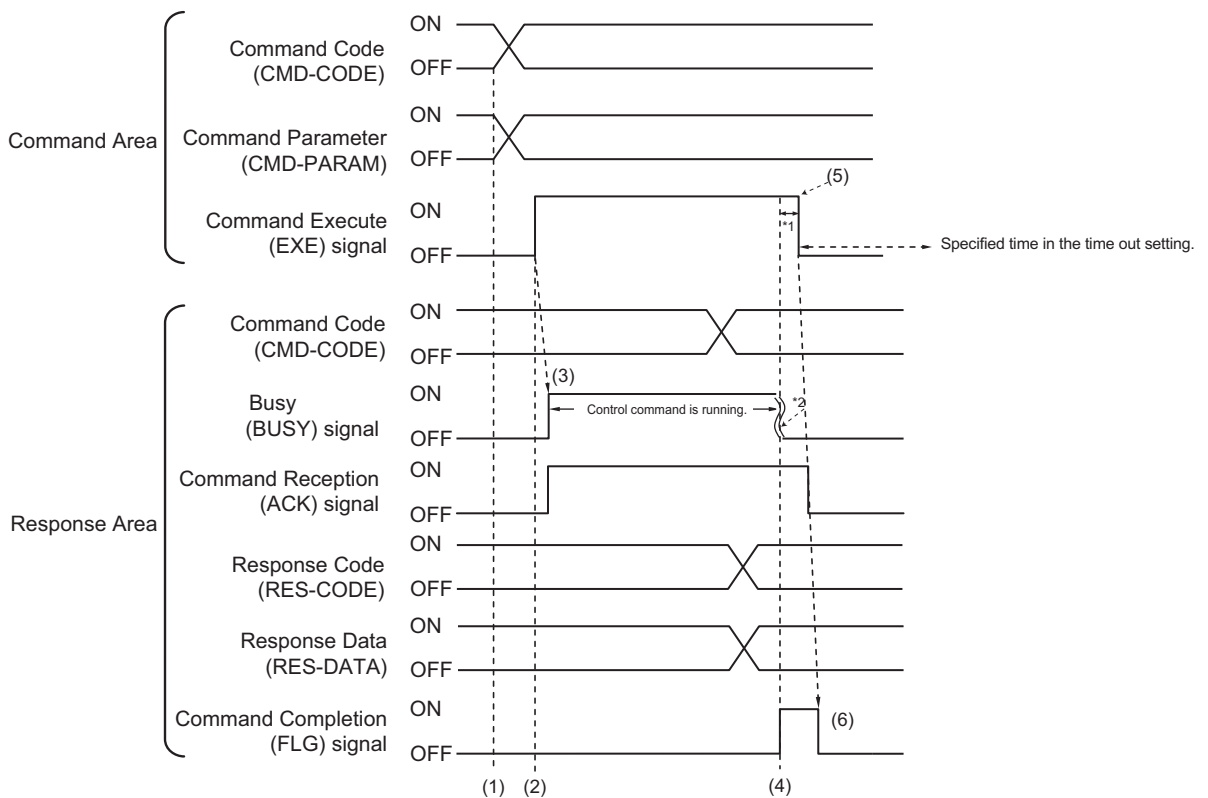 Command Area
Command Code
(CMD-CODE)
ON
OFF
Command Parameter
(CMD-PARAM)
ON
OFF
Command Execute
(EXE) signal
ON
OFF
(5)
*1
Specified time in the time out setting.
Response Area
Command Code
(CMD-CODE)
ON
OFF
Busy
(BUSY) signal
ON
OFF
(3)
Control command is running.
*2
Command Reception
(ACK) signal
ON
OFF
Response Code
(RES-CODE)
ON
OFF
Response Data
(RES-DATA)
ON
OFF
Command Completion
(FLG) signal
ON
OFF
(6)
(1) (2) (4)